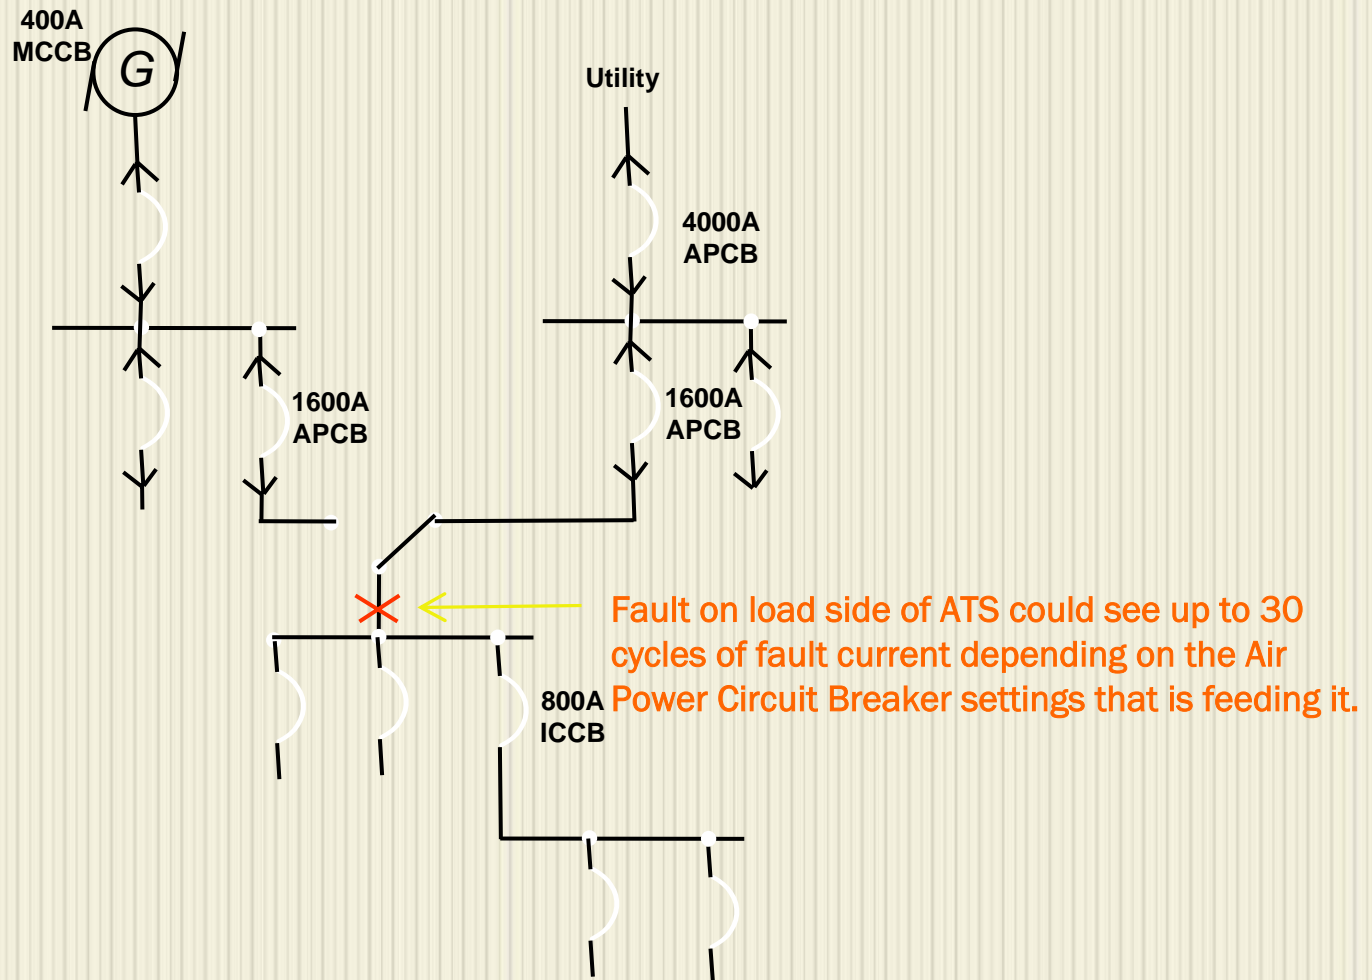 400A
MCCB
G
Utility
4000A
APCB
1600A
APCB
1600A
APCB
Fault on load side of ATS could see up to 30
cycles of fault current depending on the Air
Power Circuit Breaker settings that is feeding it.
800A
ICCB